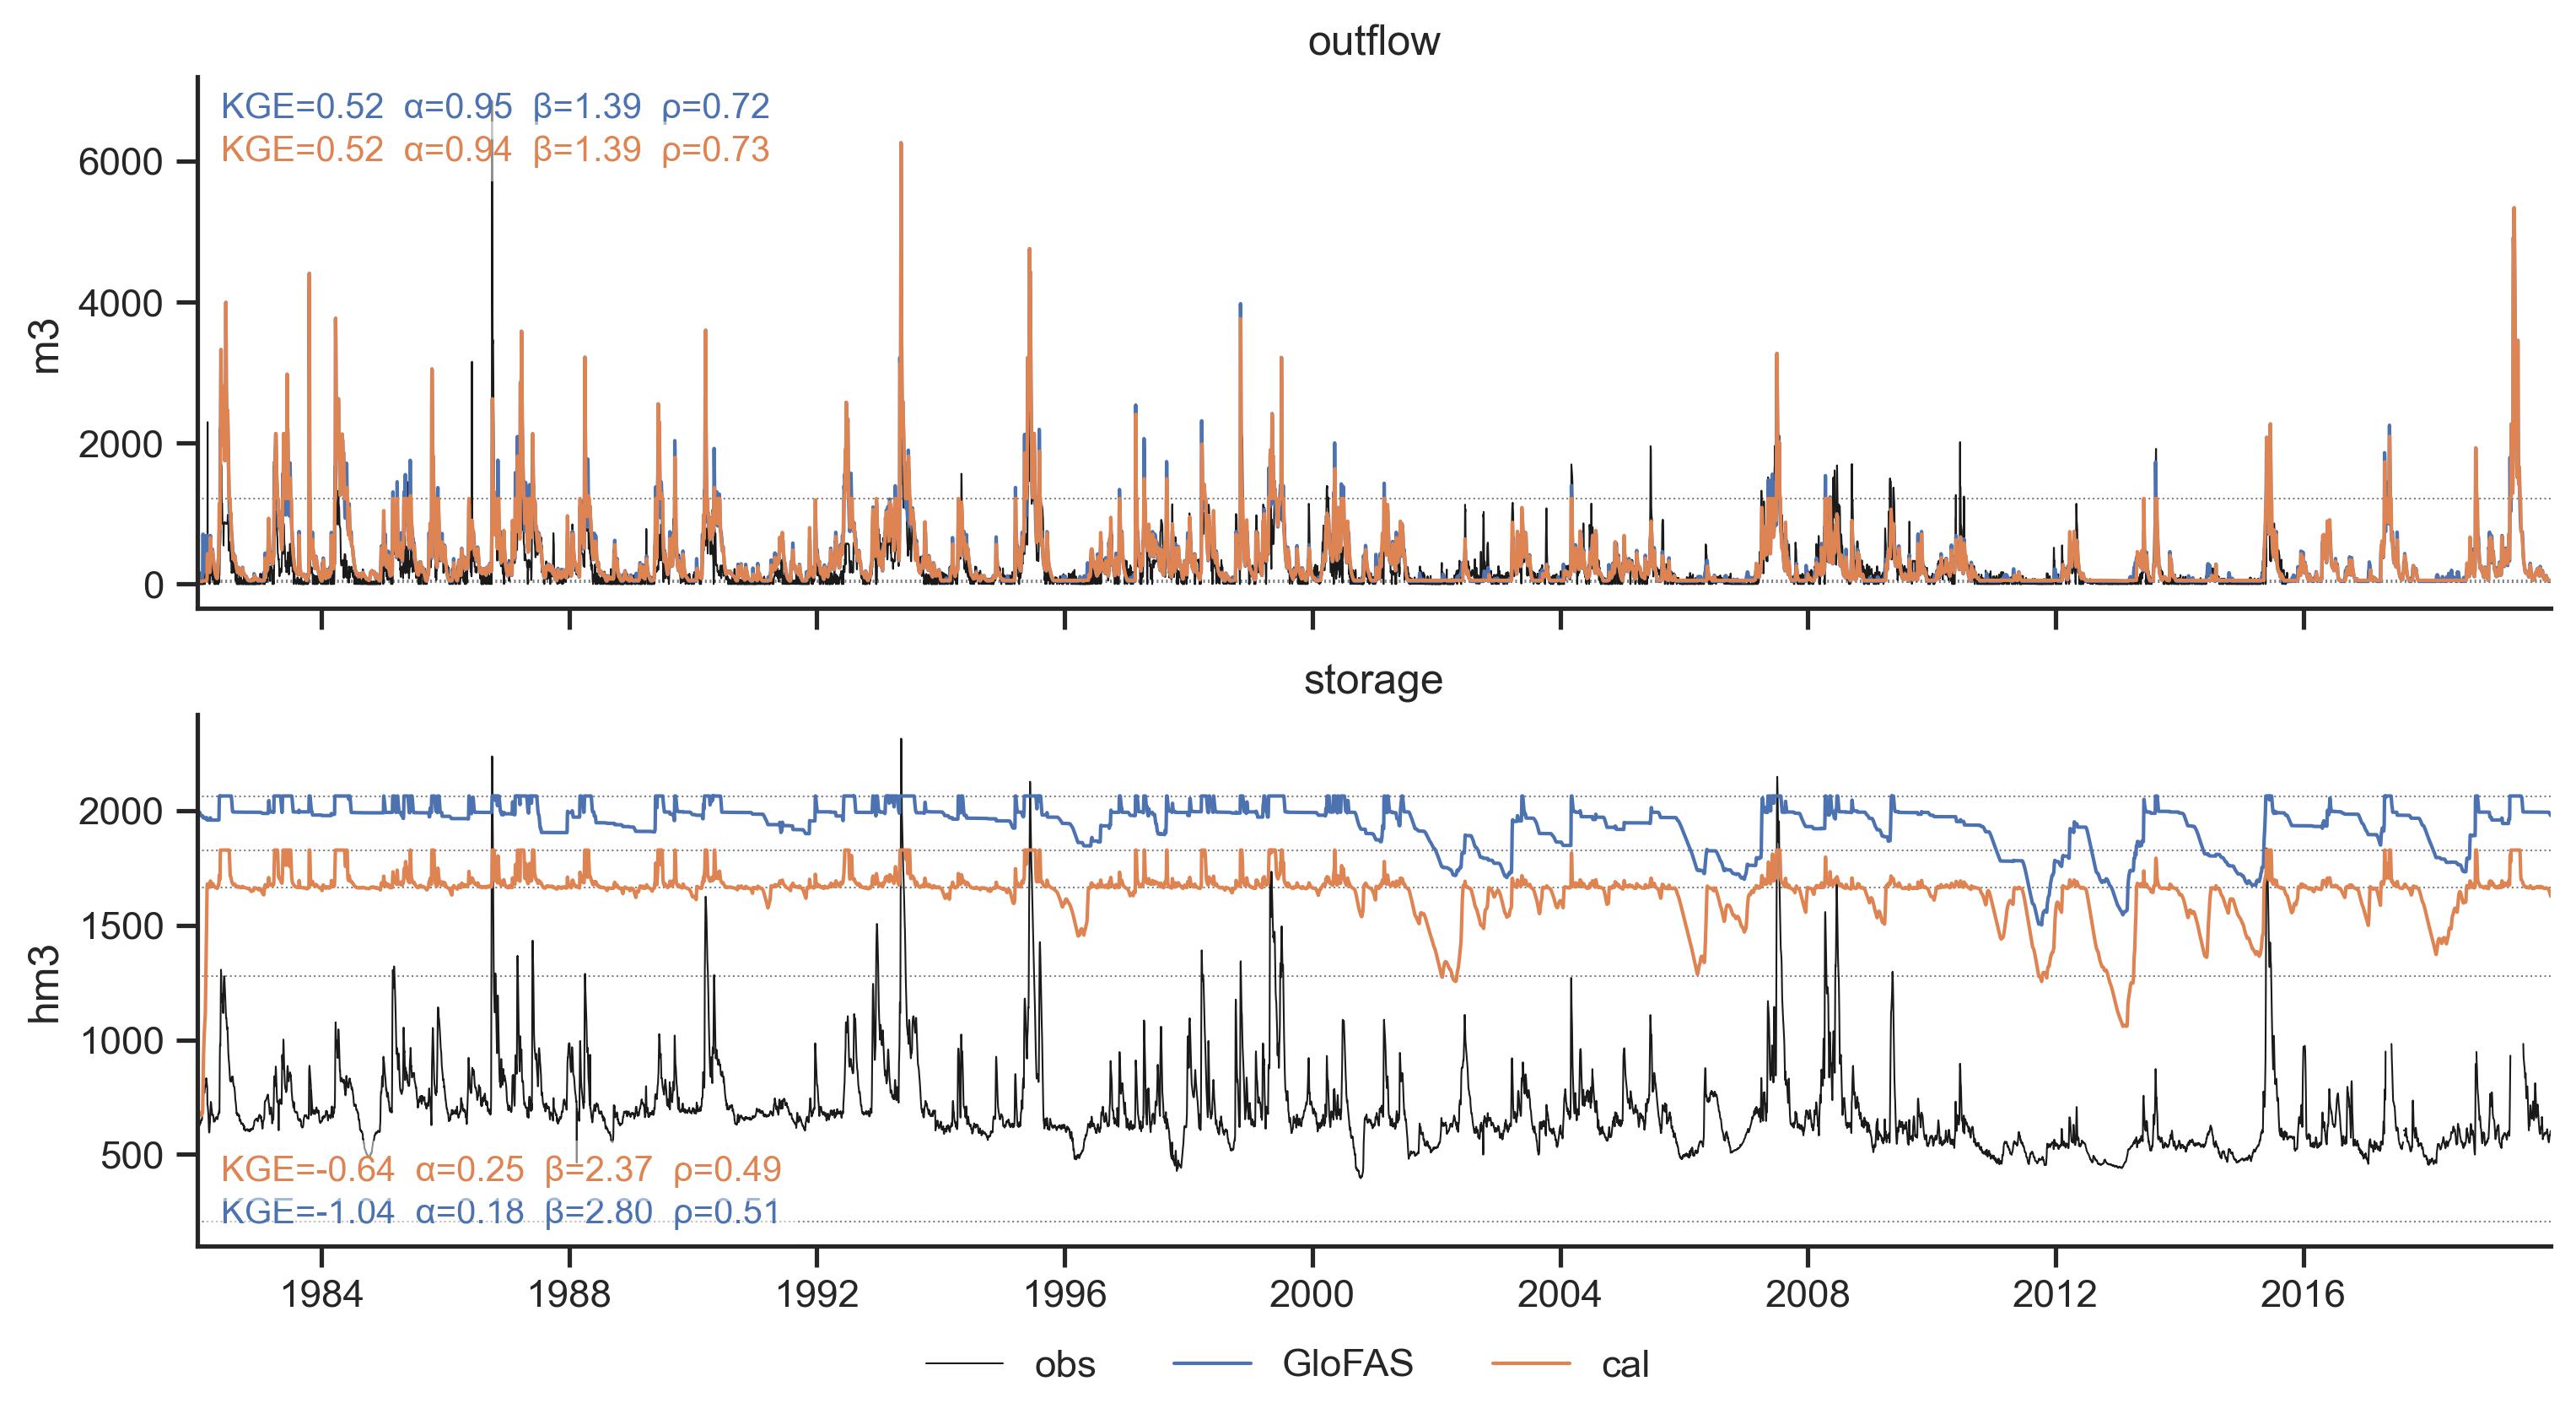 outflow
KGE=0.52 α=0.95 β=1.39 ρ=0.72
KGE=0.52 α=0.94 β=1.39 ρ=0.73
6000
4000
2000
0
m3
storage
2000
1500
1000
500
hm3
KGE=-0.64 α=0.25 β=2.37 ρ=0.49
KGE=-1.04 α=0.18 β=2.80 ρ=0.51
1984 1988 1992 1996 2000 2004 2008 2012 2016
obs GloFAS cal